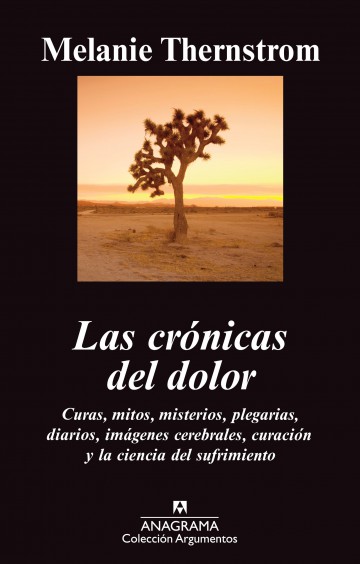 Melanie Thernstrom
Las crónicas
del dolor
Curas, mitos, misterios, plegarias,
diarios, imágenes cerebrales, curación
y la ciencia del sufrimiento
ANAGRAMA
Colección Argumentos